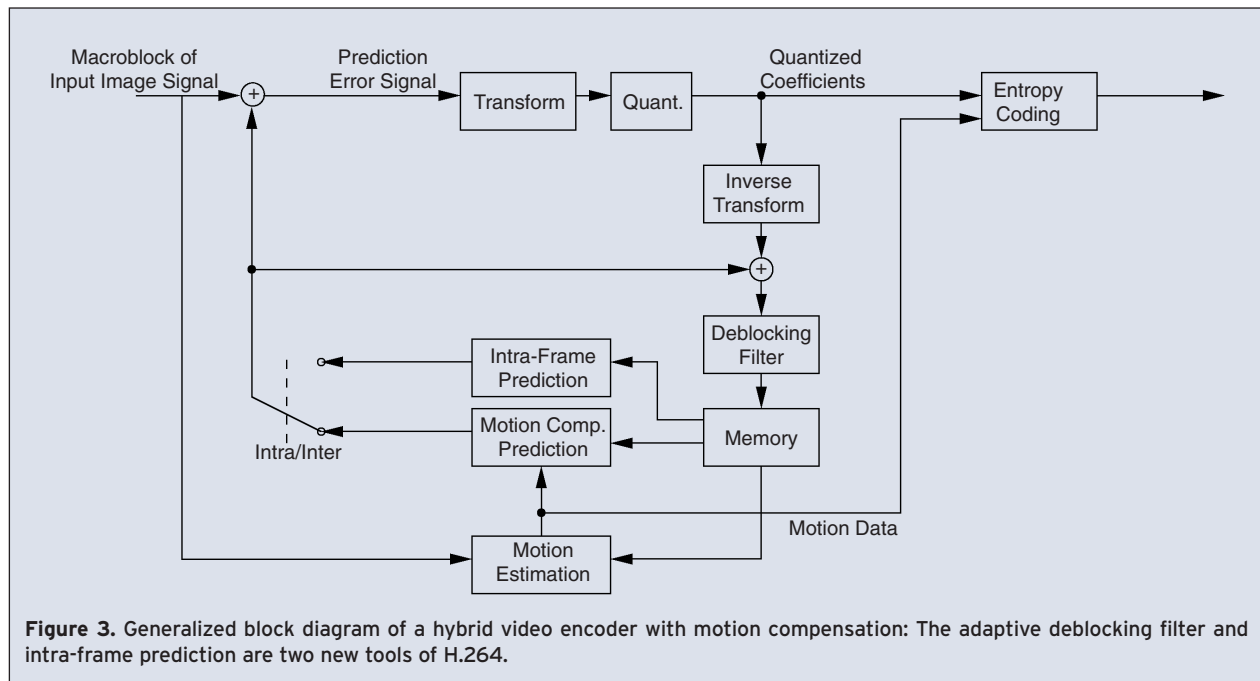 Macroblock of
Input Image Signal
Prediction
Error Signal
Quantized
Coefficients
+
Transform
Quant.
Entropy
Coding
Inverse
Transform
+
Deblocking
Filter
Intra-Frame
Prediction
Motion Comp.
Prediction
Memory
Intra/Inter
Motion Data
Motion
Estimation
Figure 3. Generalized block diagram of a hybrid video encoder with motion compensation: The adaptive deblocking filter and
intra-frame prediction are two new tools of H.264.